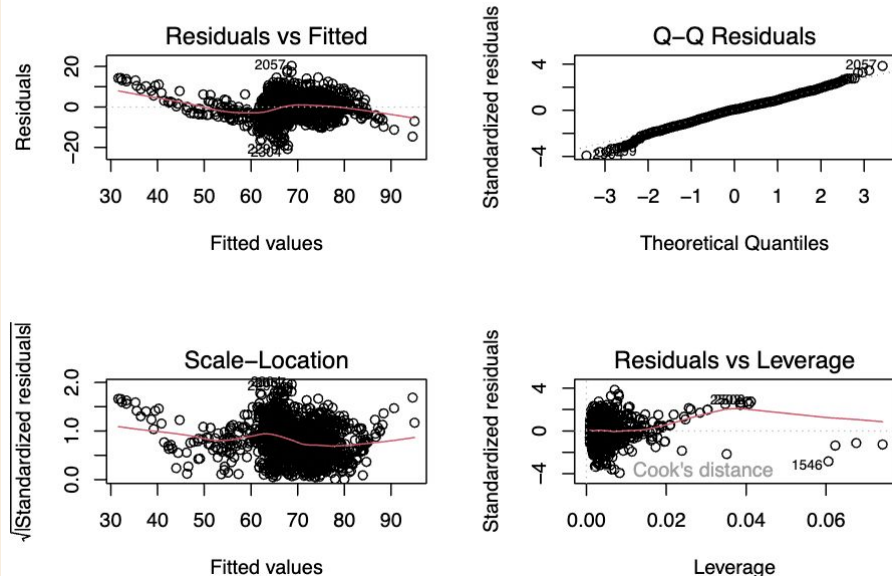 Residuals vs Fitted
Residuals
20
0
−20
2057
30 40 50 60 70 80 90
Fitted values
Q−Q Residuals
Standardized residuals
4
0
−4
2057
−3 −2 −1 0 1 2 3
Theoretical Quantiles
Scale−Location
√|Standardized residuals|
2.0
1.0
0.0
30 40 50 60 70 80 90
Fitted values
Residuals vs Leverage
Standardized residuals
4
0
−4
Cook's distance
1546
0.00 0.02 0.04 0.06
Leverage